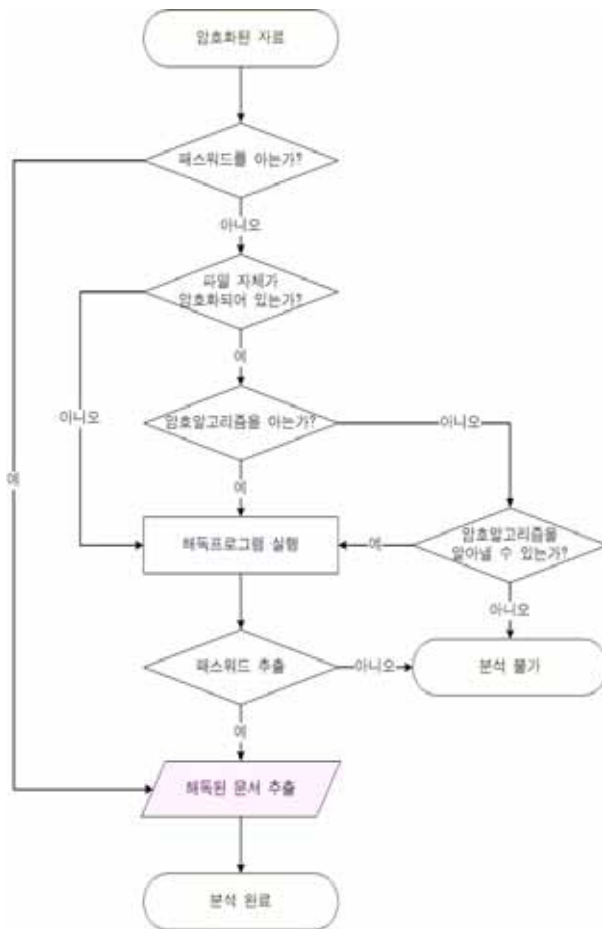 암호화된 자료
패스워드를 아는가?
아니오
파일 자체가
암호화되어 있는가?
예
암호알고리즘을 아는가?
아니오
아니오
예
예
암호알고리즘을
알아낼 수 있는가?
해독프로그램 실행
예
아니오
패스워드 추출
아니오
분석 불가
예
해독된 문서 추출
분석 완료